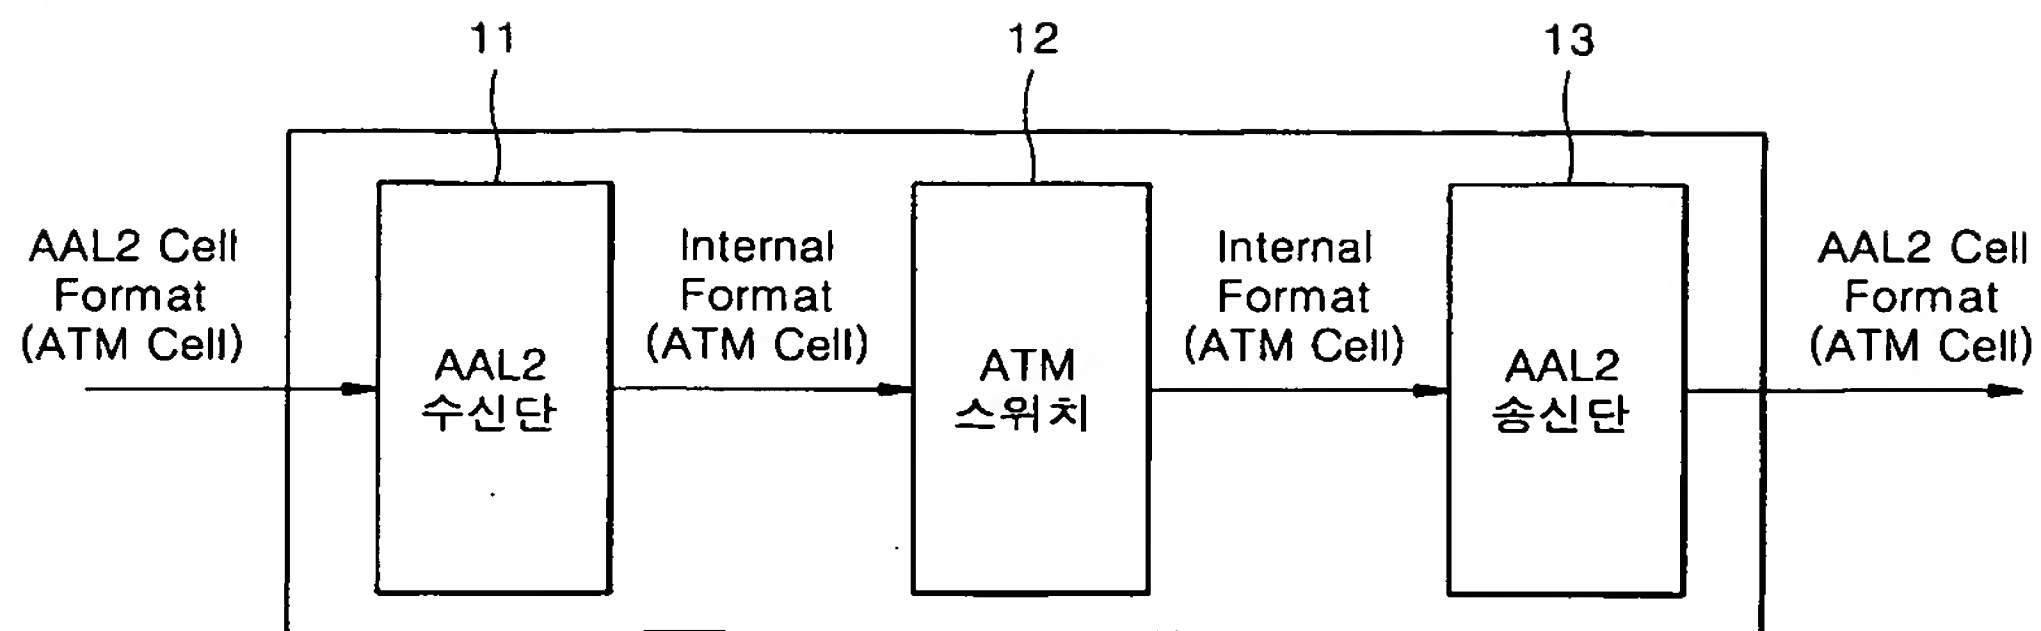 11
12
13
AAL2 Cell
Format
(ATM Cell)
AAL2
수신단
Internal
Format
(ATM Cell)
ATM
스위치
Internal
Format
(ATM Cell)
AAL2
송신단
AAL2 Cell
Format
(ATM Cell)